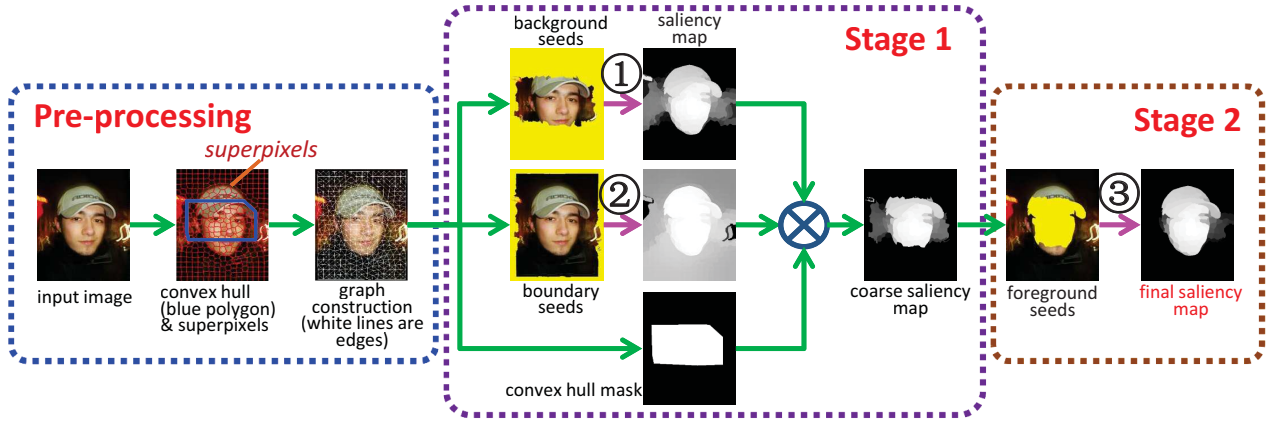 Pre-processing
superpixels
input image
convex hull
(blue polygon)
& superpixels
graph
construction
(white lines are
edges)
Stage 1
background
seeds
saliency
map
①
②
boundary
seeds
convex hull mask
coarse saliency
map
Stage 2
③
foreground
seeds
final saliency
map